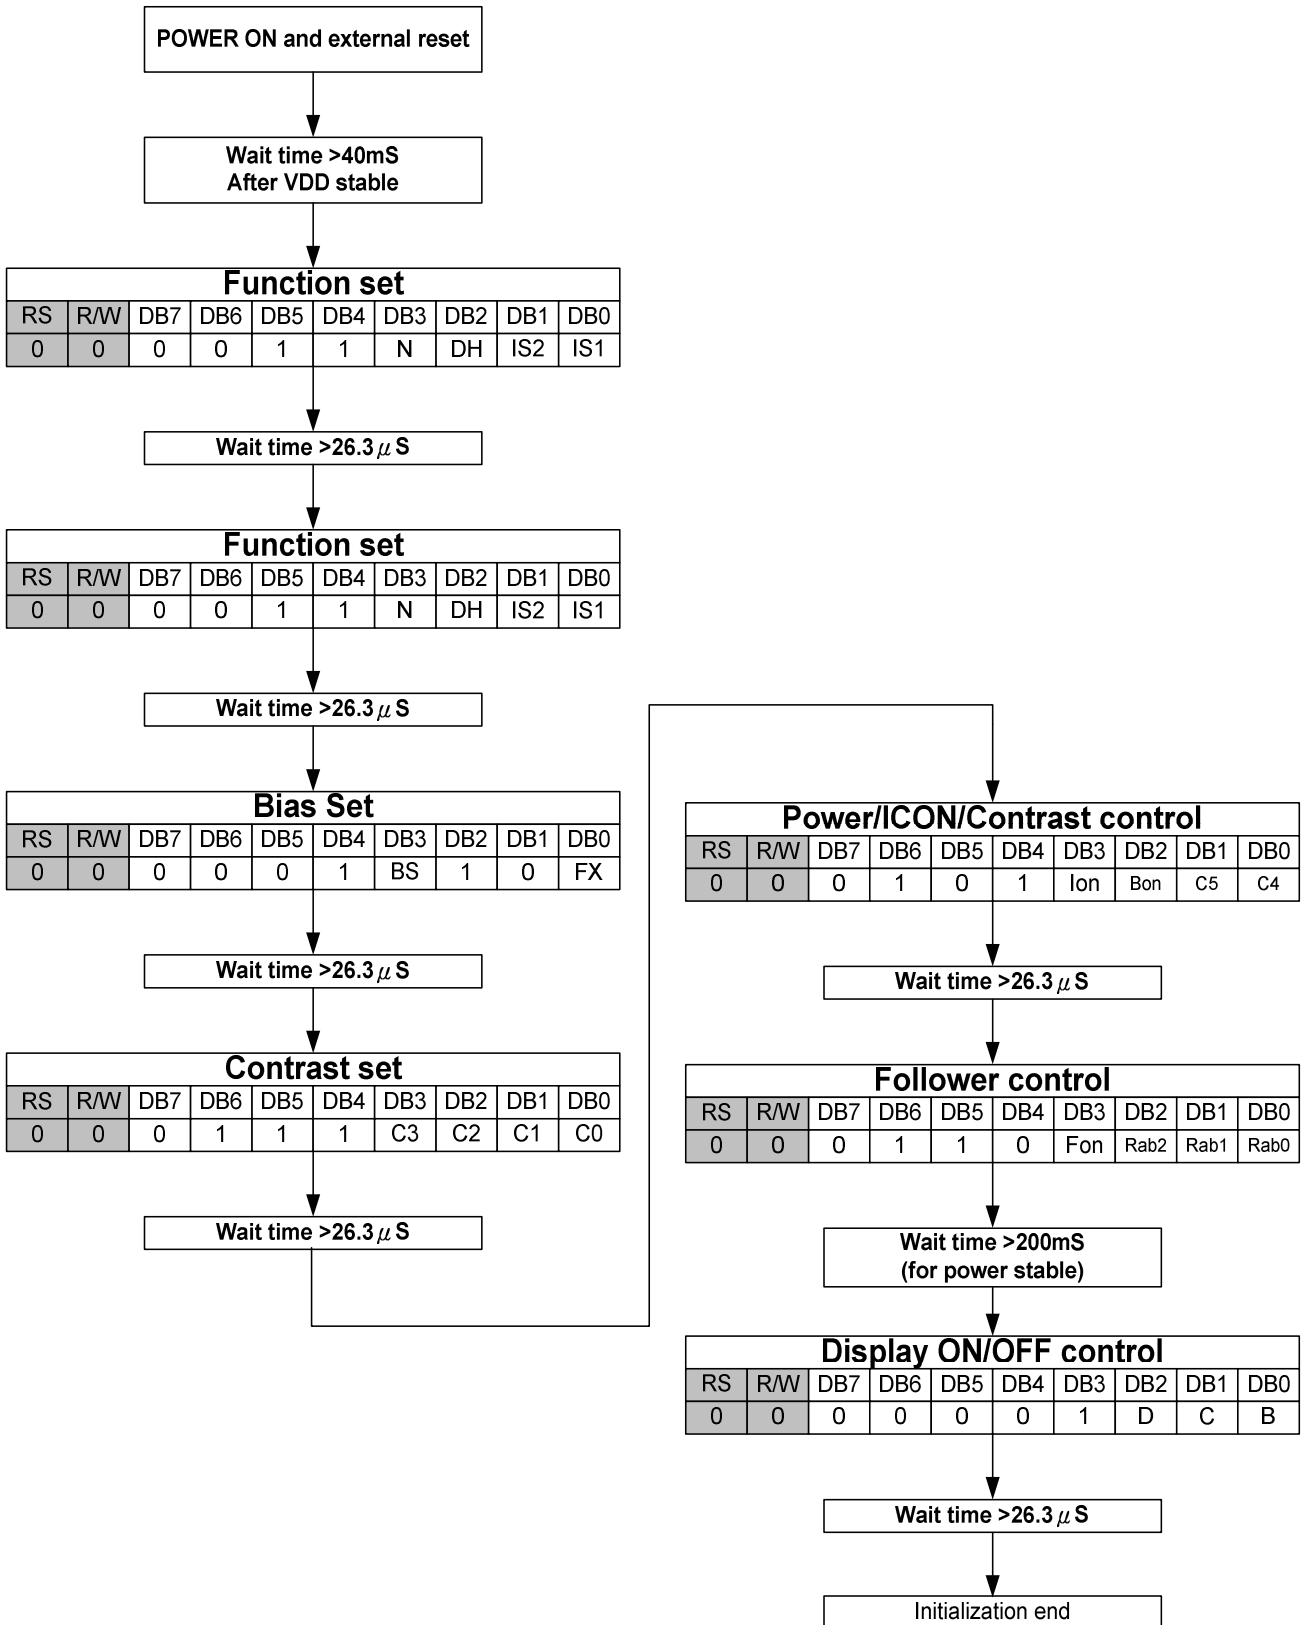 POWER ON and external reset
Wait time >40mS
After VDD stable
Function set
RS R/W DB7 DB6 DB5 DB4 DB3 DB2 DB1 DB0
0 0 0 0 1 1 N DH IS2 IS1
Wait time >26.3μS
Function set
RS R/W DB7 DB6 DB5 DB4 DB3 DB2 DB1 DB0
0 0 0 0 1 1 N DH IS2 IS1
Wait time >26.3μS
Bias Set
RS R/W DB7 DB6 DB5 DB4 DB3 DB2 DB1 DB0
0 0 0 0 0 1 BS 1 0 FX
Wait time >26.3μS
Contrast set
RS R/W DB7 DB6 DB5 DB4 DB3 DB2 DB1 DB0
0 0 0 1 1 1 C3 C2 C1 C0
Wait time >26.3μS
Power/ICON/Contrast control
RS R/W DB7 DB6 DB5 DB4 DB3 DB2 DB1 DB0
0 0 0 1 0 1 Ion Bon C5 C4
Wait time >26.3μS
Follower control
RS R/W DB7 DB6 DB5 DB4 DB3 DB2 DB1 DB0
0 0 0 1 1 0 Fon Rab2 Rab1 Rab0
Wait time >200mS
(for power stable)
Display ON/OFF control
RS R/W DB7 DB6 DB5 DB4 DB3 DB2 DB1 DB0
0 0 0 0 0 0 1 D C B
Wait time >26.3μS
Initialization end